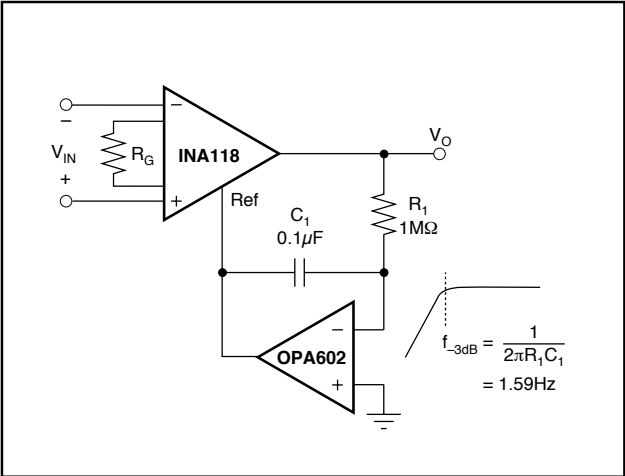 −
V_IN
+
R_G
−
INA118
+
Ref
V_O
R_1
1MΩ
C_1
0.1µF
−
OPA602
+
f_−3dB = 1 / 2πR_1C_1
= 1.59Hz